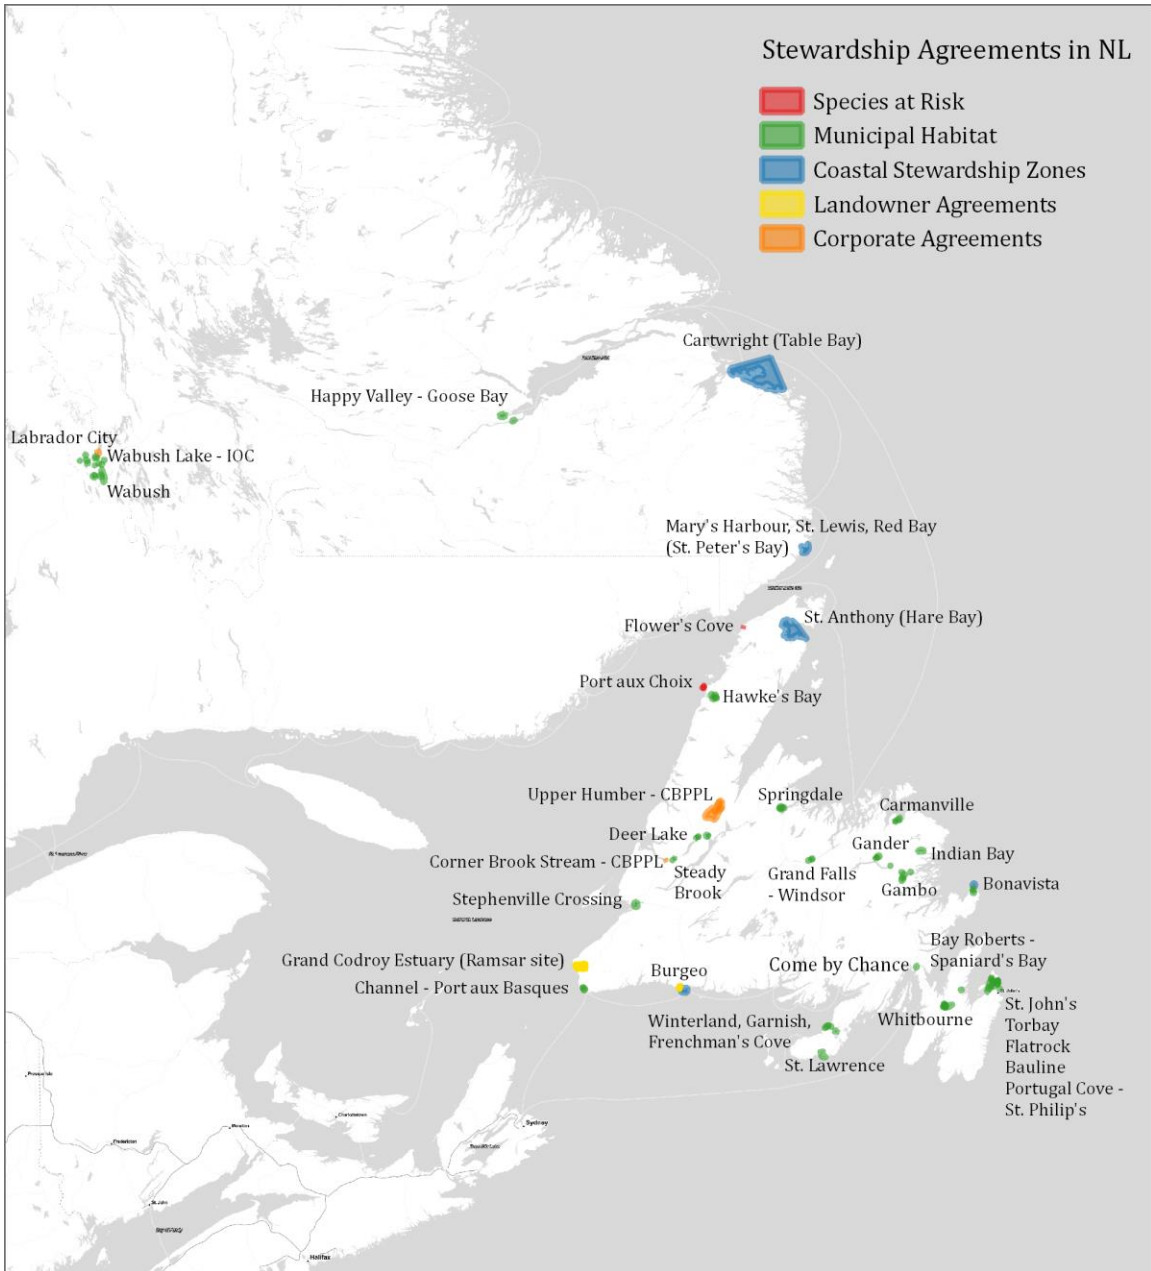 Stewardship Agreements in NL
Species at Risk
Municipal Habitat
Coastal Stewardship Zones
Landowner Agreements
Corporate Agreements
Cartwright (Table Bay)
Happy Valley - Goose Bay
Labrador City
Wabush Lake - IOC
Wabush
Mary's Harbour, St. Lewis, Red Bay
(St. Peter's Bay)
St. Anthony (Hare Bay)
Flower's Cove
Port aux Choix
Hawke's Bay
Upper Humber - CBPPL
Springdale
Carmanville
Deer Lake
Gander
Indian Bay
Corner Brook Stream - CBPPL
Steady
Brook
Grand Falls
- Windsor
Gambo
Bonavista
Stephenville Crossing
Bay Roberts -
Spaniard's Bay
Grand Codroy Estuary (Ramsar site)
Burgeo
Come by Chance
Channel - Port aux Basques
Winterland, Garnish,
Frenchman's Cove
Whitbourne
St. John's
Torbay
Flatrock
Bauline
Portugal Cove -
St. Philip's
St. Lawrence
Charlottetown
Sydney
Fredericton
Moncton
St. John
Halifax